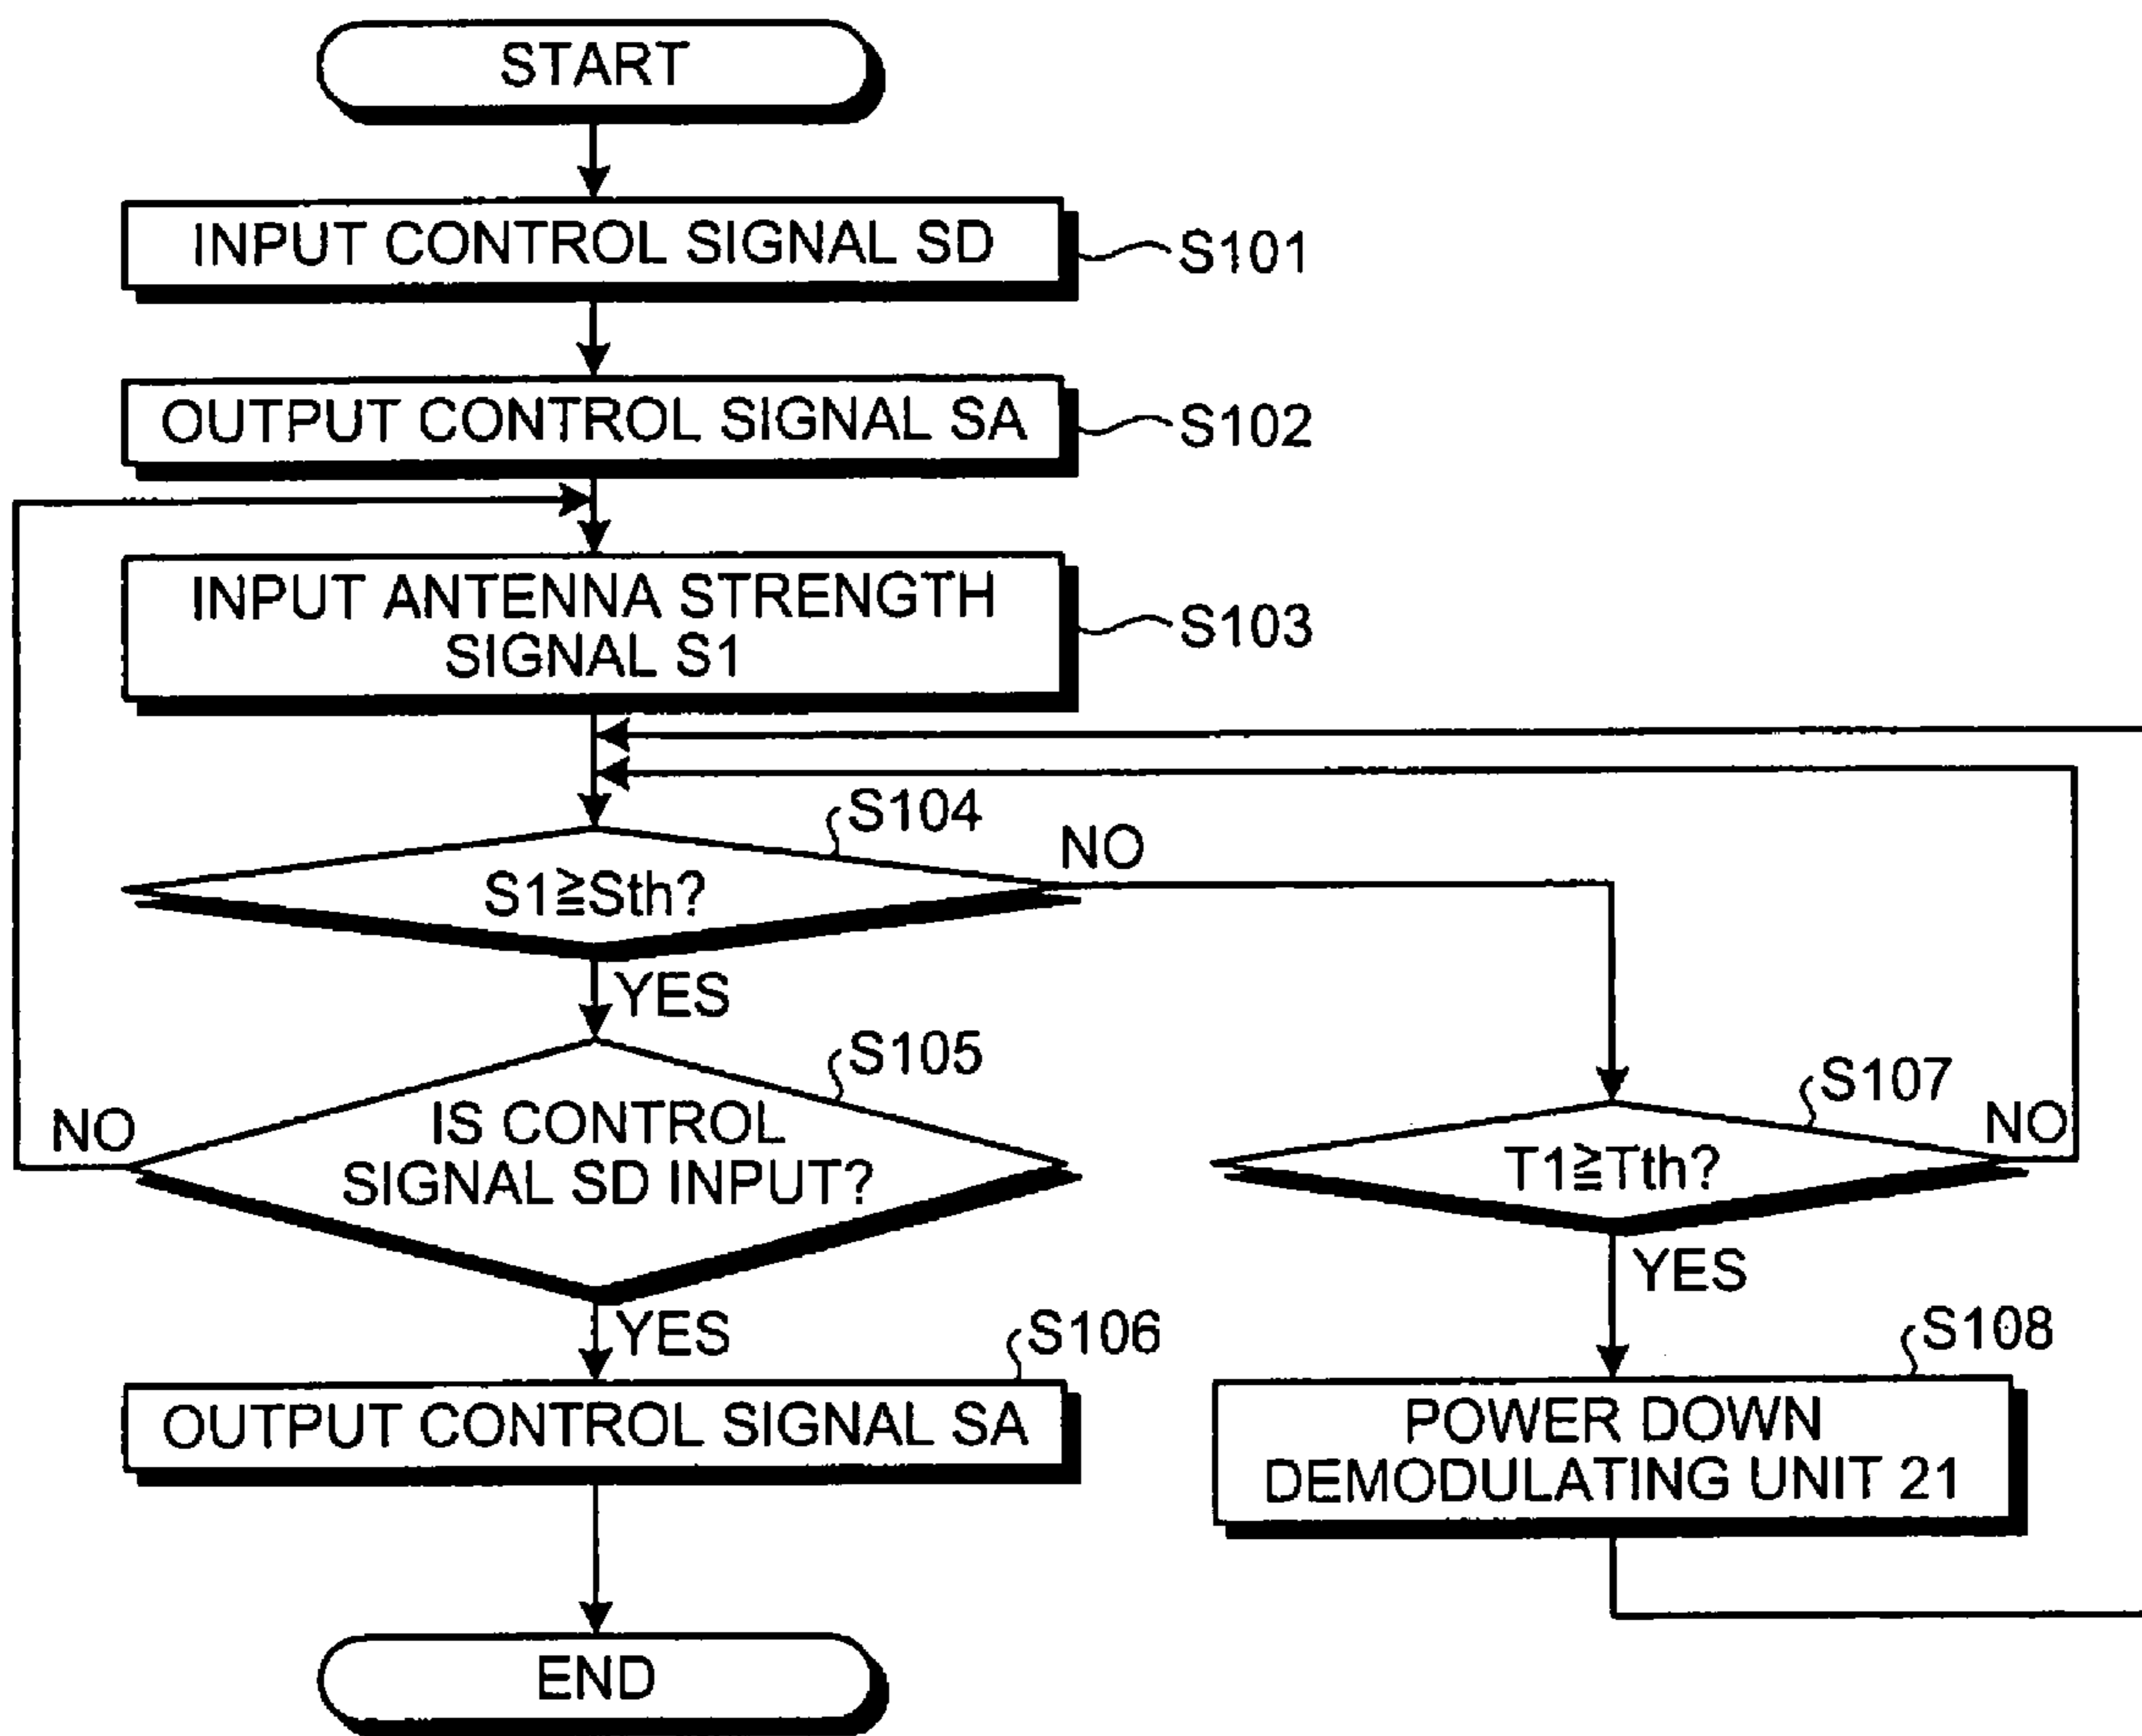 START
INPUT CONTROL SIGNAL SD
S101
OUTPUT CONTROL SIGNAL SA
S102
INPUT ANTENNA STRENGTH
SIGNAL S1
S103
S104
NO
S1≧Sth?
YES
S105
IS CONTROL
SIGNAL SD INPUT?
NO
YES
S106
OUTPUT CONTROL SIGNAL SA
END
S107
NO
T1≧Tth?
YES
S108
POWER DOWN
DEMODULATING UNIT 21